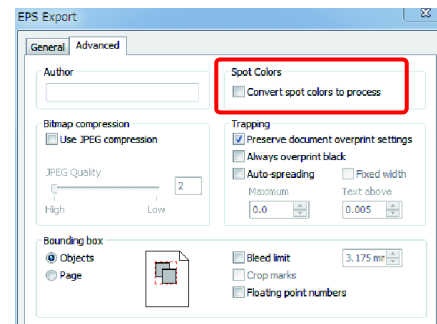 EPS Export
General Advanced
Author
Spot Colors
Convert spot colors to process
Bitmap compression
Use JPEG compression
JPEG Quality
2
High Low
Trapping
Preserve document overprint settings
Always overprint black
Auto-spreading Fixed width
Maximum Text above
0.0 0.005
Bounding box
Objects
Page
Bleed limit 3.175 mm
Crop marks
Floating point numbers